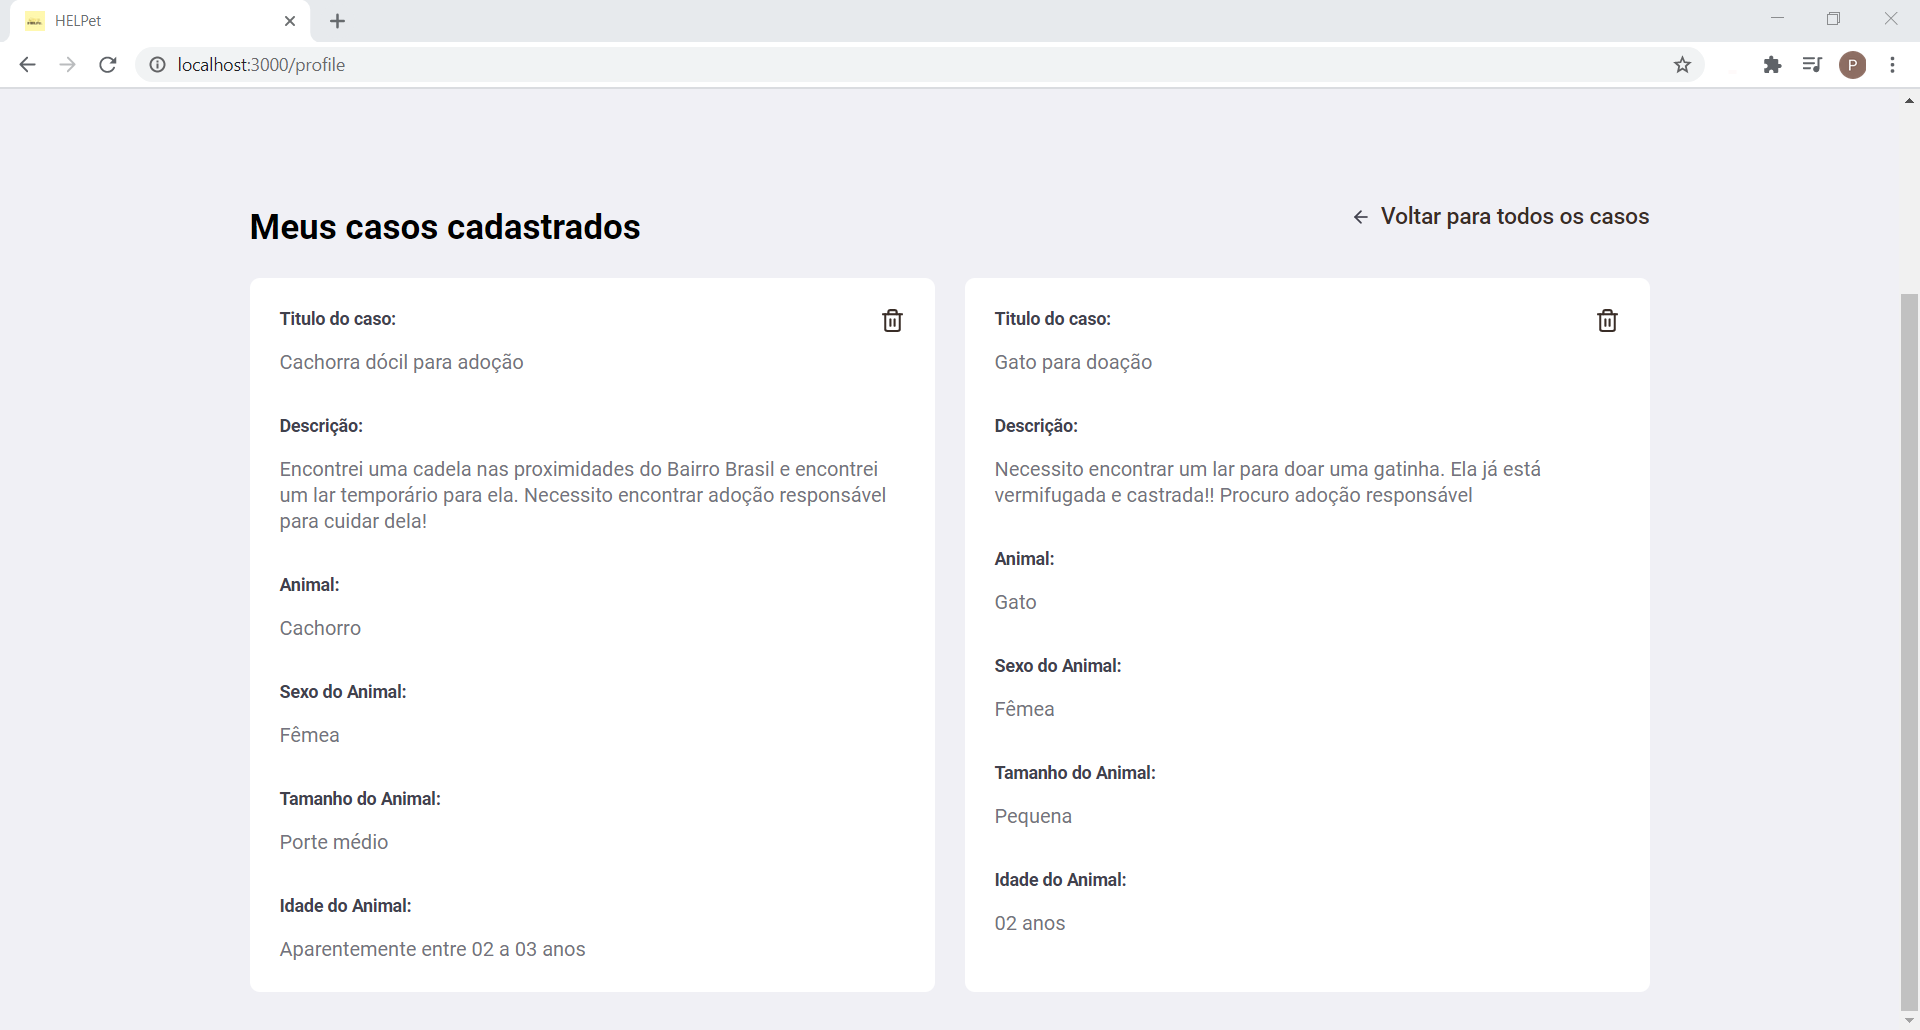 HELPet
localhost:3000/profile
P
Meus casos cadastrados
Voltar para todos os casos
Titulo do caso:
Cachorra dócil para adoção
Descrição:
Encontrei uma cadela nas proximidades do Bairro Brasil e encontrei
um lar temporário para ela. Necessito encontrar adoção responsável
para cuidar dela!
Animal:
Cachorro
Sexo do Animal:
Fêmea
Tamanho do Animal:
Porte médio
Idade do Animal:
Aparentemente entre 02 a 03 anos
Titulo do caso:
Gato para doação
Descrição:
Necessito encontrar um lar para doar uma gatinha. Ela já está
vermifugada e castrada!! Procuro adoção responsável
Animal:
Gato
Sexo do Animal:
Fêmea
Tamanho do Animal:
Pequena
Idade do Animal:
02 anos